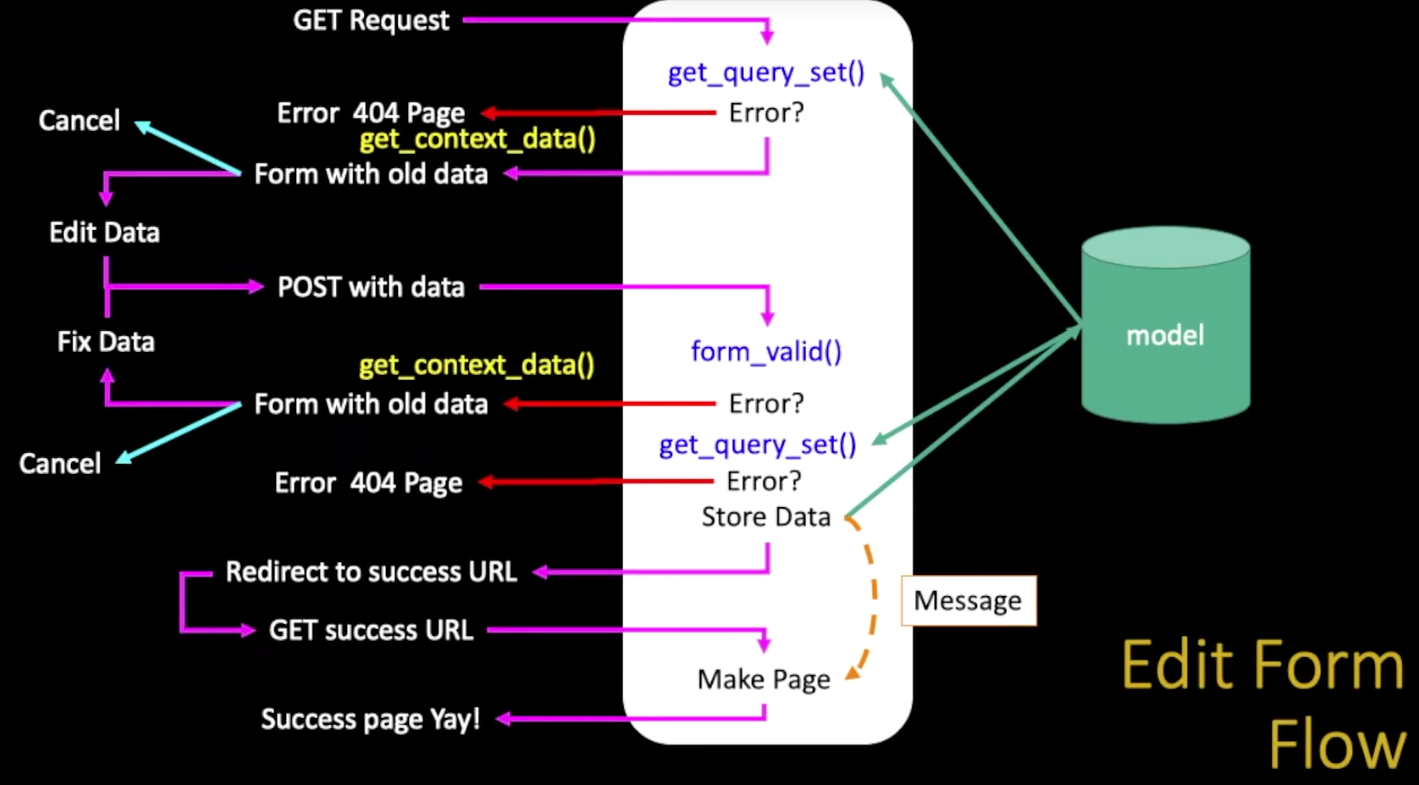 GET Request
get_query_set()
Error 404 Page
Error?
Cancel
get_context_data()
Form with old data
Edit Data
POST with data
Fix Data
form_valid()
get_context_data()
Form with old data
Error?
get_query_set()
Cancel
Error 404 Page
Error?
Store Data
Redirect to success URL
Message
GET success URL
Make Page
Success page Yay!
model
Edit Form
Flow